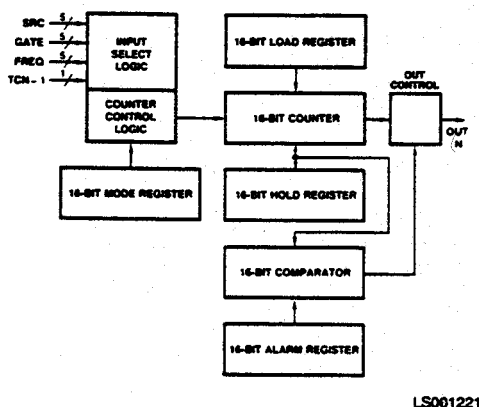 SRC
5
GATE
5
FREQ
5
TCN - 1
1
INPUT
SELECT
LOGIC
COUNTER
CONTROL
LOGIC
16-BIT MODE REGISTER
16-BIT LOAD REGISTER
16-BIT COUNTER
16-BIT HOLD REGISTER
16-BIT COMPARATOR
16-BIT ALARM REGISTER
OUT
CONTROL
OUT
N
LS001221